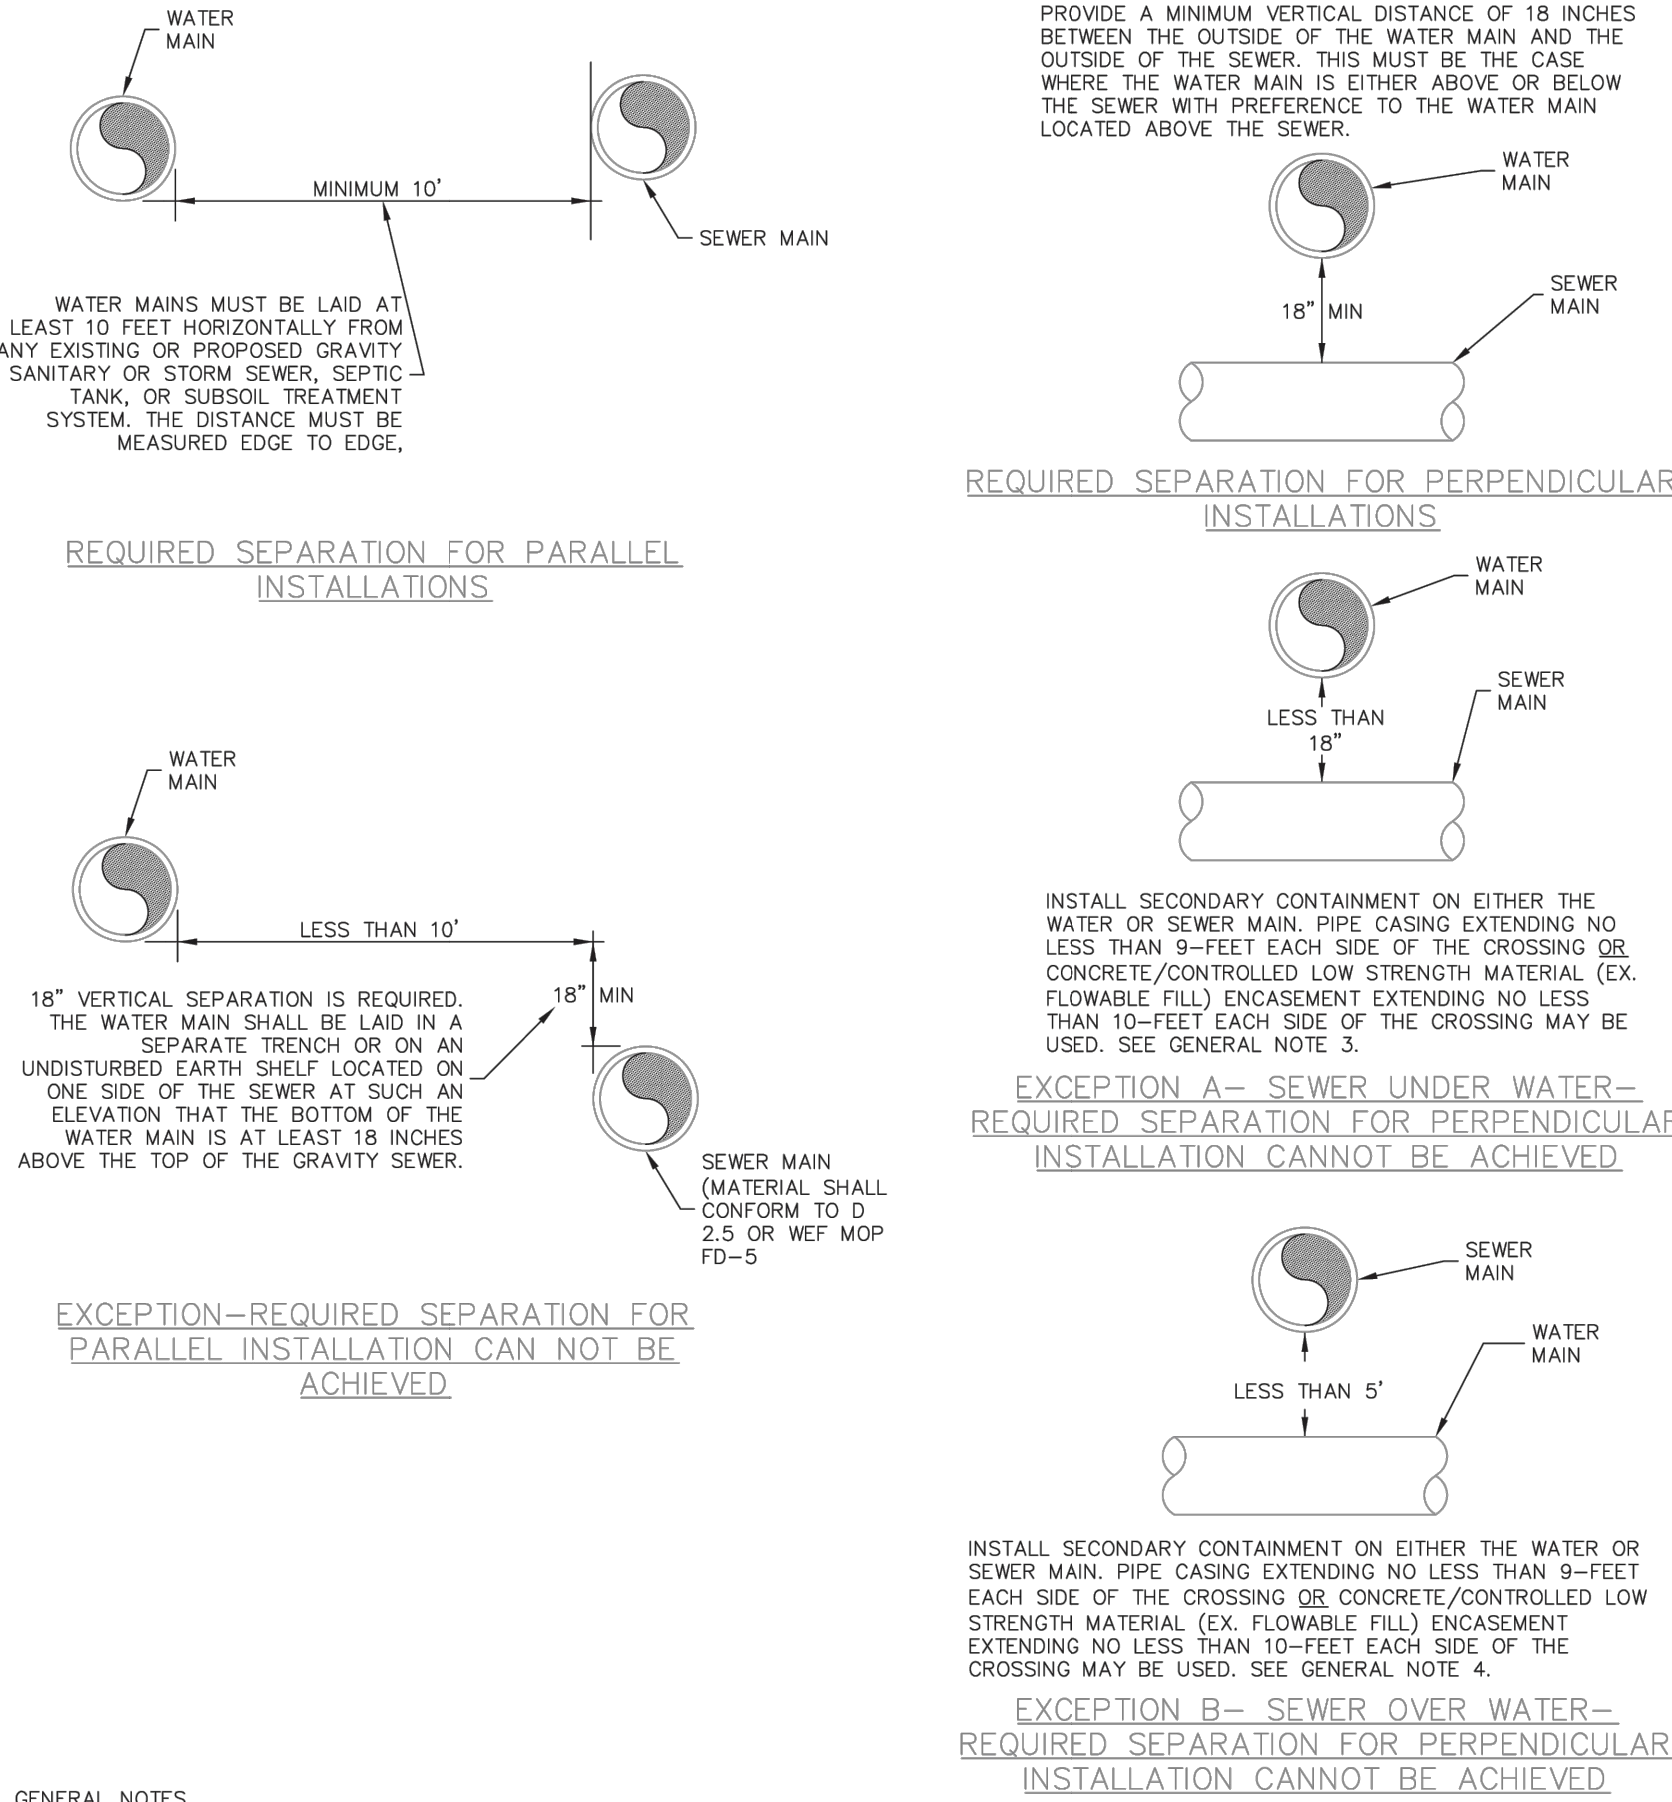 WATER
MAIN
MINIMUM 10'
SEWER MAIN
WATER MAINS MUST BE LAID AT
LEAST 10 FEET HORIZONTALLY FROM
ANY EXISTING OR PROPOSED GRAVITY
SANITARY OR STORM SEWER, SEPTIC
TANK, OR SUBSOIL TREATMENT
SYSTEM. THE DISTANCE MUST BE
MEASURED EDGE TO EDGE,
REQUIRED SEPARATION FOR PARALLEL
INSTALLATIONS
WATER
MAIN
LESS THAN 10'
18" MIN
18" VERTICAL SEPARATION IS REQUIRED.
THE WATER MAIN SHALL BE LAID IN A
SEPARATE TRENCH OR ON AN
UNDISTURBED EARTH SHELF LOCATED ON
ONE SIDE OF THE SEWER AT SUCH AN
ELEVATION THAT THE BOTTOM OF THE
WATER MAIN IS AT LEAST 18 INCHES
ABOVE THE TOP OF THE GRAVITY SEWER.
SEWER MAIN
(MATERIAL SHALL
CONFORM TO D
2.5 OR WEF MOP
FD-5
EXCEPTION-REQUIRED SEPARATION FOR
PARALLEL INSTALLATION CAN NOT BE
ACHIEVED
GENERAL NOTES
PROVIDE A MINIMUM VERTICAL DISTANCE OF 18 INCHES
BETWEEN THE OUTSIDE OF THE WATER MAIN AND THE
OUTSIDE OF THE SEWER. THIS MUST BE THE CASE
WHERE THE WATER MAIN IS EITHER ABOVE OR BELOW
THE SEWER WITH PREFERENCE TO THE WATER MAIN
LOCATED ABOVE THE SEWER.
WATER
MAIN
18" MIN
SEWER
MAIN
REQUIRED SEPARATION FOR PERPENDICULAR
INSTALLATIONS
WATER
MAIN
SEWER
MAIN
LESS THAN
18"
INSTALL SECONDARY CONTAINMENT ON EITHER THE
WATER OR SEWER MAIN. PIPE CASING EXTENDING NO
LESS THAN 9-FEET EACH SIDE OF THE CROSSING OR
CONCRETE/CONTROLLED LOW STRENGTH MATERIAL (EX.
FLOWABLE FILL) ENCASEMENT EXTENDING NO LESS
THAN 10-FEET EACH SIDE OF THE CROSSING MAY BE
USED. SEE GENERAL NOTE 3.
EXCEPTION A- SEWER UNDER WATER-
REQUIRED SEPARATION FOR PERPENDICULAR
INSTALLATION CANNOT BE ACHIEVED
SEWER
MAIN
WATER
MAIN
LESS THAN 5'
INSTALL SECONDARY CONTAINMENT ON EITHER THE WATER OR
SEWER MAIN. PIPE CASING EXTENDING NO LESS THAN 9-FEET
EACH SIDE OF THE CROSSING OR CONCRETE/CONTROLLED LOW
STRENGTH MATERIAL (EX. FLOWABLE FILL) ENCASEMENT
EXTENDING NO LESS THAN 10-FEET EACH SIDE OF THE
CROSSING MAY BE USED. SEE GENERAL NOTE 4.
EXCEPTION B- SEWER OVER WATER-
REQUIRED SEPARATION FOR PERPENDICULAR
INSTALLATION CANNOT BE ACHIEVED